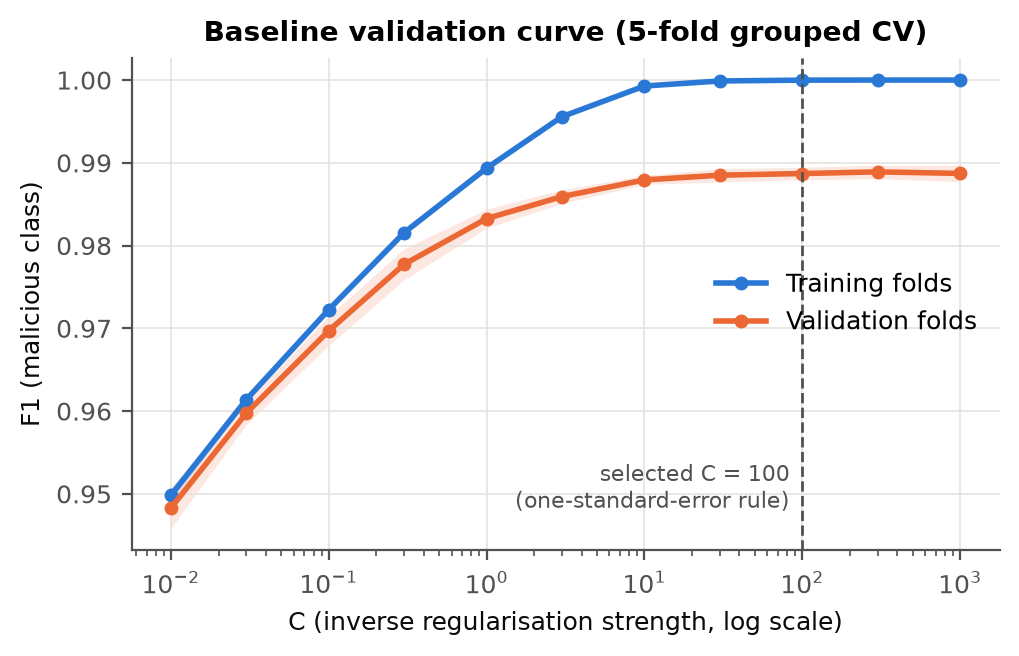 Baseline validation curve (5-fold grouped CV)
F1 (malicious class)
1.00
0.99
0.98
0.97
0.96
0.95
Training folds
Validation folds
selected C = 100
(one-standard-error rule)
10⁻² 10⁻¹ 10⁰ 10¹ 10² 10³
C (inverse regularisation strength, log scale)